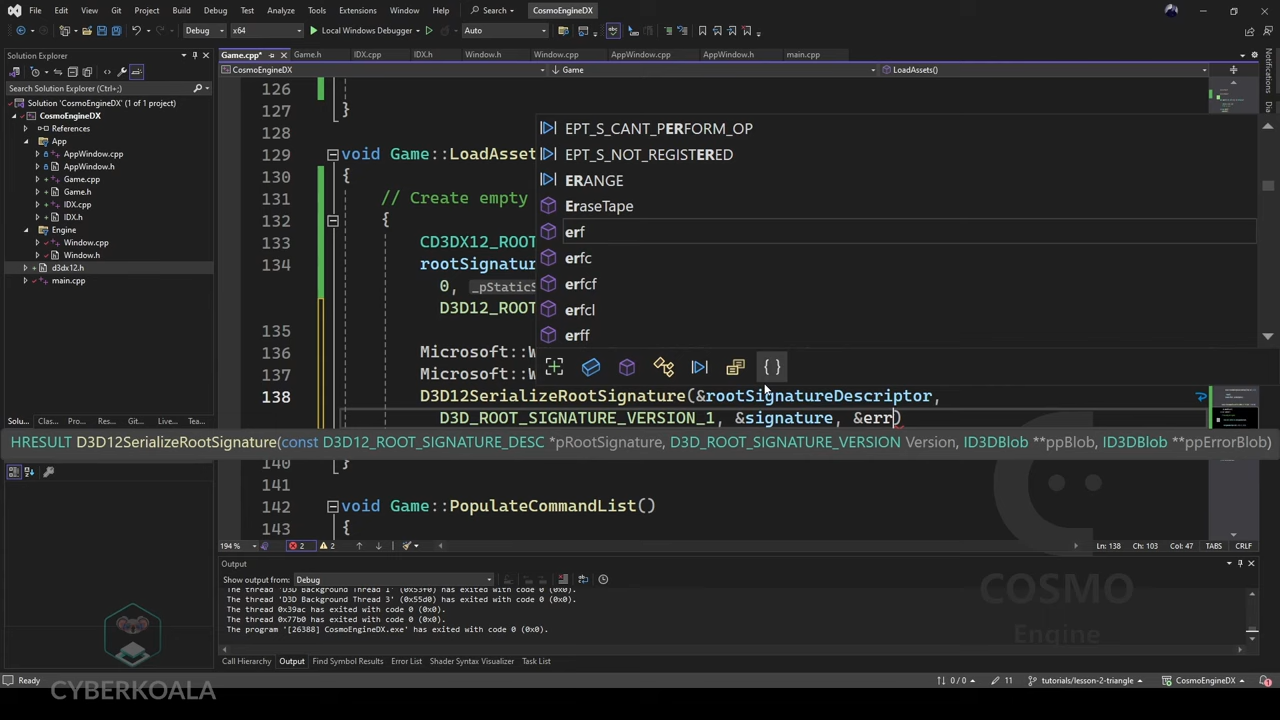 File Edit View Git Project Build Debug Test Analyze Tools Extensions Window Help Search CosmoEngineDX
Debug x64 Local Windows Debugger Auto
Solution Explorer
Game.cpp* Game.h IDX.cpp IDX.h Window.h Window.cpp AppWindow.cpp AppWindow.h main.cpp
CosmoEngineDX Game LoadAssets()
Search Solution Explorer (Ctrl+;)
Solution 'CosmoEngineDX' (1 of 1 project)
CosmoEngineDX
References
App
AppWindow.cpp
AppWindow.h
Game.cpp
Game.h
IDX.cpp
IDX.h
Engine
Window.cpp
Window.h
d3dx12.h
main.cpp
126
127 }
128
129 void Game::LoadAsset
130 {
131 // Create empty
132 {
133 CD3DX12_ROOT
134 rootSignatur
0, _pStaticS
D3D12_ROOT
135
136 Microsoft::W
137 Microsoft::W
138 D3D12SerializeRootSignature(&rootSignatureDescriptor,
D3D_ROOT_SIGNATURE_VERSION_1, &signature, &err)
EPT_S_CANT_PERFORM_OP
EPT_S_NOT_REGISTERED
ERANGE
EraseTape
erf
erfc
erfcf
erfcl
erff
HRESULT D3D12SerializeRootSignature(const D3D12_ROOT_SIGNATURE_DESC *pRootSignature, D3D_ROOT_SIGNATURE_VERSION Version, ID3DBlob **ppBlob, ID3DBlob **ppErrorBlob)
140 }
141
142 void Game::PopulateCommandList()
143 {
194 % 2 2 Ln: 138 Ch: 103 Col: 47 TABS CRLF
Solut... Class... Prope... Reso... Git C...
Output
Show output from: Debug
The thread 'D3D Background Thread 1' (0x53f0) has exited with code 0 (0x0).
The thread 'D3D Background Thread 3' (0x55d0) has exited with code 0 (0x0).
The thread 0x39ac has exited with code 0 (0x0).
The thread 0x77b0 has exited with code 0 (0x0).
The program '[26388] CosmoEngineDX.exe' has exited with code 0 (0x0).
Call Hierarchy Output Find Symbol Results Error List Shader Syntax Visualizer Task List
Ready 0 / 0 11 tutorials/lesson-2-triangle CosmoEngineDX
Notifications
Dia
COSMO
Engine
CYBERKOALA